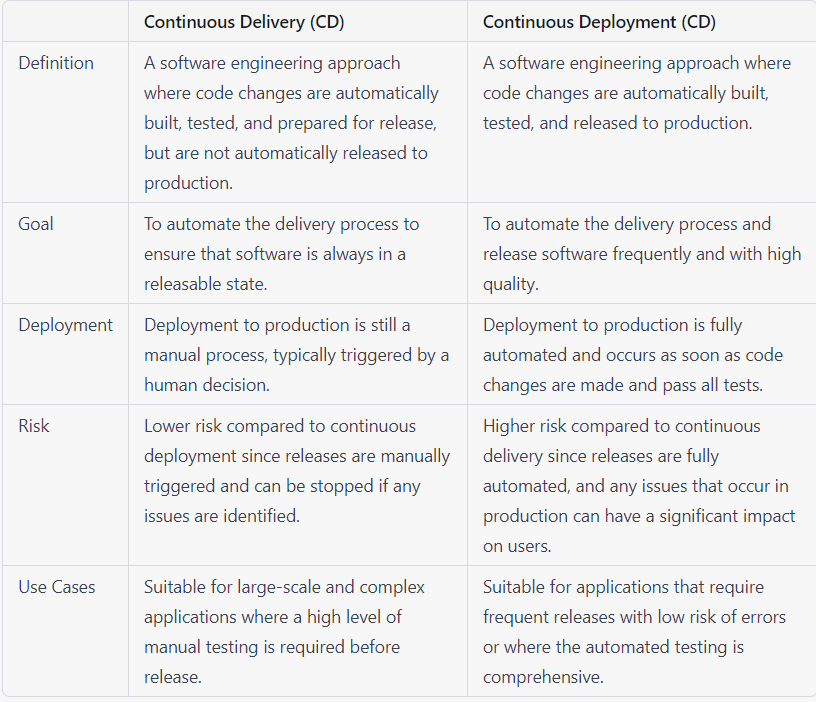 Continuous Delivery (CD)
Continuous Deployment (CD)
Definition
A software engineering approach
where code changes are automatically
built, tested, and prepared for release,
but are not automatically released to
production.
A software engineering approach where
code changes are automatically built,
tested, and released to production.
Goal
To automate the delivery process to
ensure that software is always in a
releasable state.
To automate the delivery process and
release software frequently and with high
quality.
Deployment
Deployment to production is still a
manual process, typically triggered by a
human decision.
Deployment to production is fully
automated and occurs as soon as code
changes are made and pass all tests.
Risk
Lower risk compared to continuous
deployment since releases are manually
triggered and can be stopped if any
issues are identified.
Higher risk compared to continuous
delivery since releases are fully
automated, and any issues that occur in
production can have a significant impact
on users.
Use Cases
Suitable for large-scale and complex
applications where a high level of
manual testing is required before
release.
Suitable for applications that require
frequent releases with low risk of errors
or where the automated testing is
comprehensive.